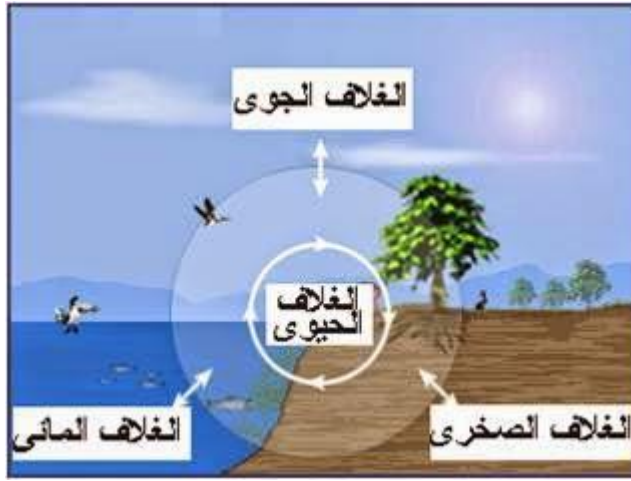 الغلاف الجوى
الغلاف
الحيوى
الغلاف المائى
الغلاف الصخرى